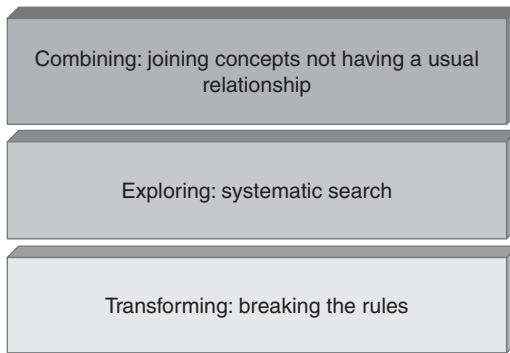 Combining: joining concepts not having a usual
relationship
Exploring: systematic search
Transforming: breaking the rules